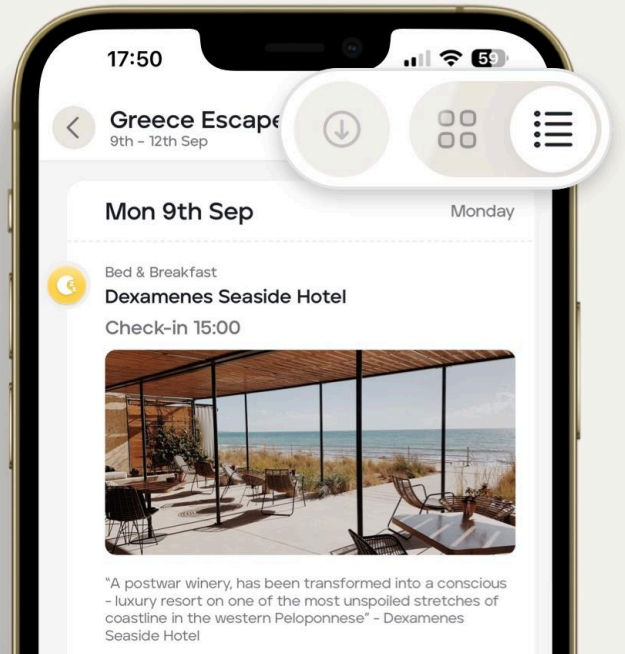 17:50
59
Greece Escape
9th – 12th Sep
Mon 9th Sep
Monday
Bed & Breakfast
Dexamenes Seaside Hotel
Check-in 15:00
"A postwar winery, has been transformed into a conscious
- luxury resort on one of the most unspoiled stretches of
coastline in the western Peloponnese" - Dexamenes
Seaside Hotel